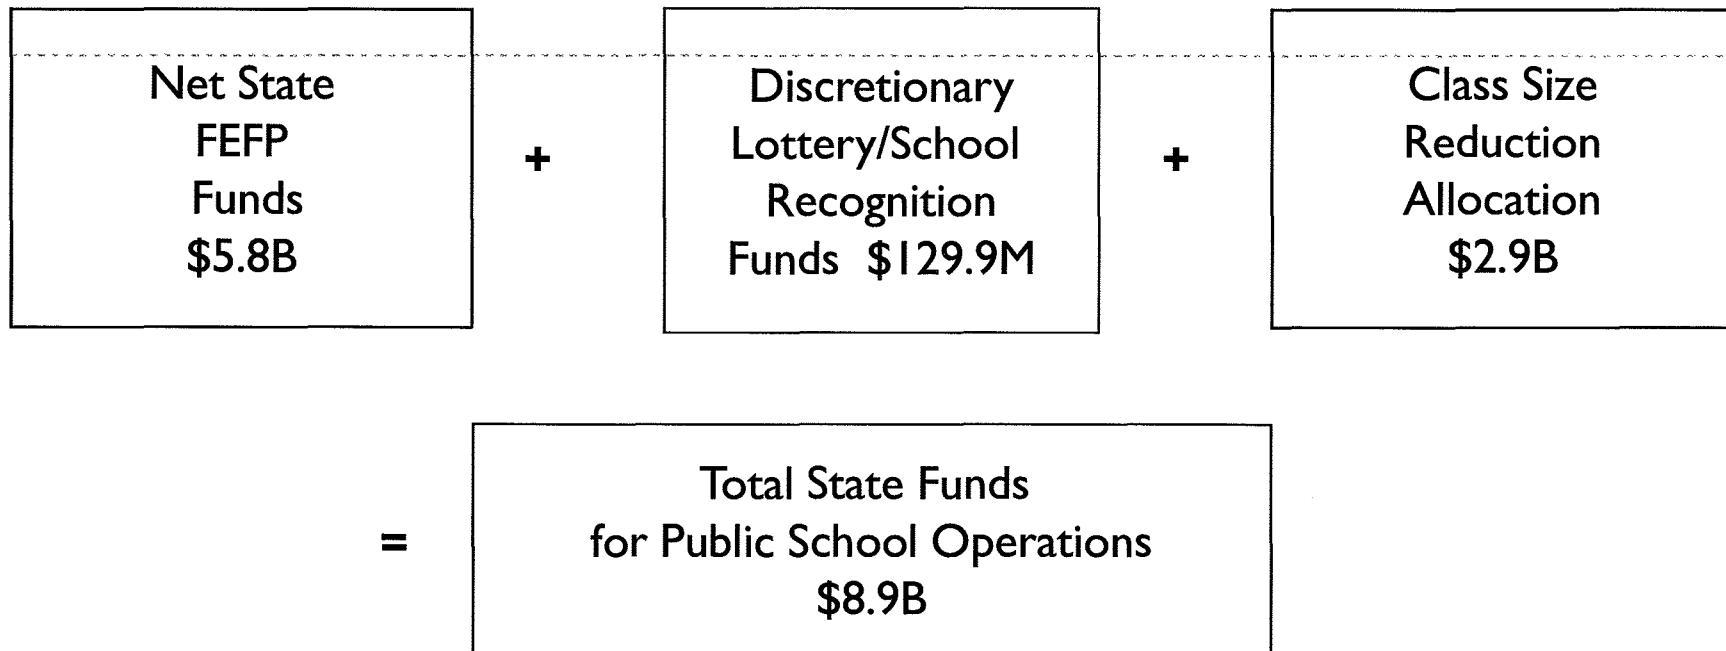 Net State
FEFP
Funds
$5.8B
+
Discretionary
Lottery/School
Recognition
Funds $129.9M
+
Class Size
Reduction
Allocation
$2.9B
=
Total State Funds
for Public School Operations
$8.9B